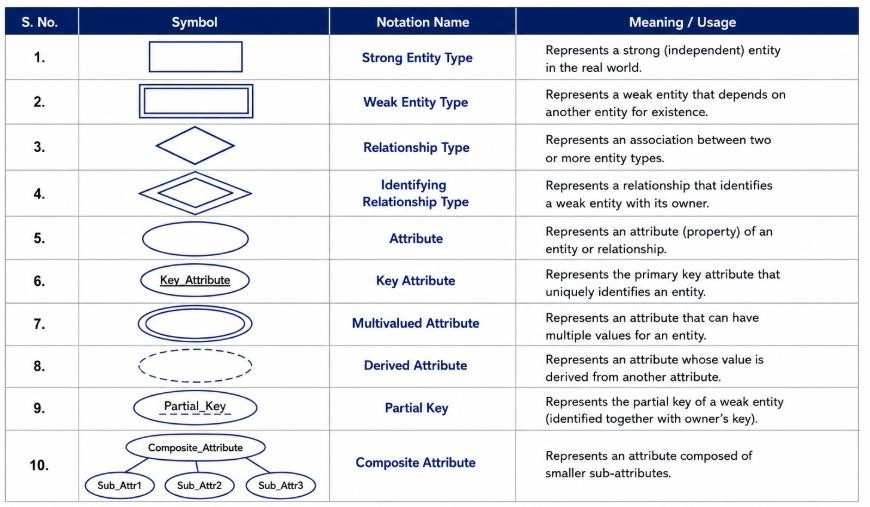 S. No. Symbol Notation Name Meaning / Usage
1. Strong Entity Type Represents a strong (independent) entity
in the real world.
2. Weak Entity Type Represents a weak entity that depends on
another entity for existence.
3. Relationship Type Represents an association between two
or more entity types.
4. Identifying
Relationship Type Represents a relationship that identifies
a weak entity with its owner.
5. Attribute Represents an attribute (property) of an
entity or relationship.
6. Key_Attribute Key Attribute Represents the primary key attribute that
uniquely identifies an entity.
7. Multivalued Attribute Represents an attribute that can have
multiple values for an entity.
8. Derived Attribute Represents an attribute whose value is
derived from another attribute.
9. Partial_Key Partial Key Represents the partial key of a weak entity
(identified together with owner's key).
10. Composite_Attribute Composite Attribute Represents an attribute composed of
smaller sub-attributes.
Sub_Attr1 Sub_Attr2 Sub_Attr3